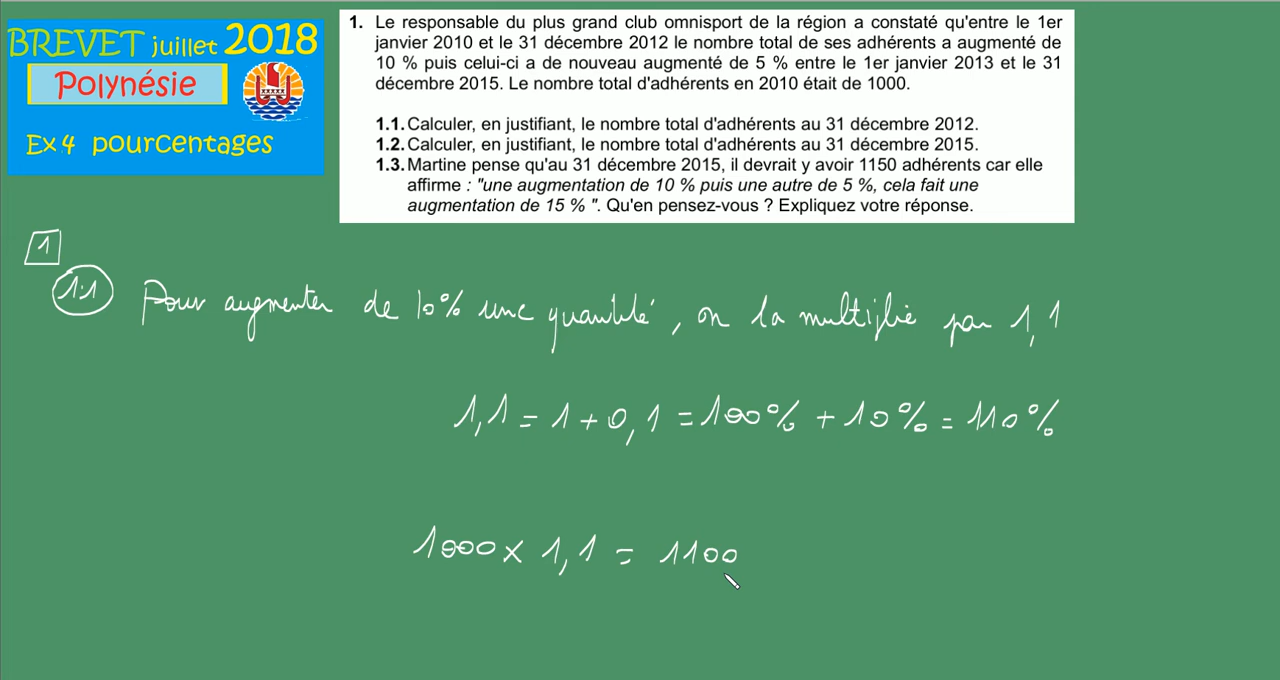 BREVET juillet 2018
Polynésie
Ex 4 pourcentages
1. Le responsable du plus grand club omnisport de la région a constaté qu'entre le 1er
janvier 2010 et le 31 décembre 2012 le nombre total de ses adhérents a augmenté de
10 % puis celui-ci a de nouveau augmenté de 5 % entre le 1er janvier 2013 et le 31
décembre 2015. Le nombre total d'adhérents en 2010 était de 1000.
1.1. Calculer, en justifiant, le nombre total d'adhérents au 31 décembre 2012.
1.2. Calculer, en justifiant, le nombre total d'adhérents au 31 décembre 2015.
1.3. Martine pense qu'au 31 décembre 2015, il devrait y avoir 1150 adhérents car elle
affirme : "une augmentation de 10 % puis une autre de 5 %, cela fait une
augmentation de 15 % ". Qu'en pensez-vous ? Expliquez votre réponse.
1
1.1 Pour augmenter de 10% une quantité, on la multiplie par 1,1
1,1 = 1 + 0,1 = 100% + 10% = 110%
1000 × 1,1 = 1100